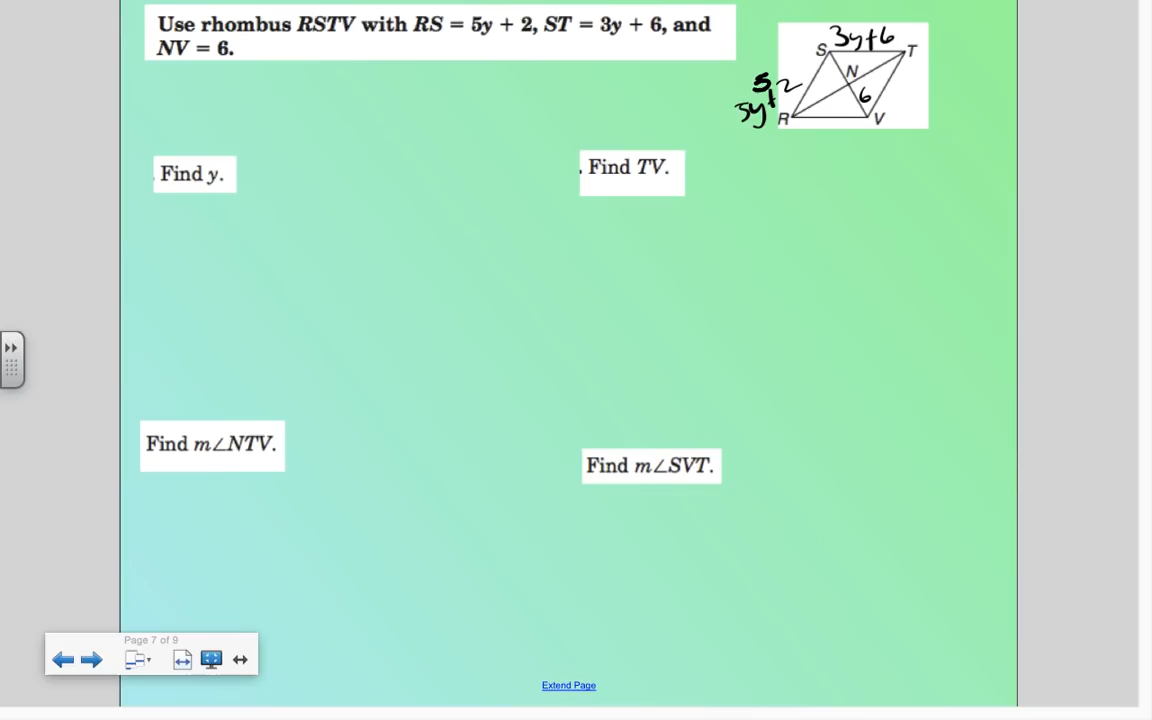 Use rhombus RSTV with RS = 5y + 2, ST = 3y + 6, and
NV = 6.
3y+6
S
T
N
5
2
6
5y+
R
V
Find y.
. Find TV.
Find m∠NTV.
Find m∠SVT.
Page 7 of 9
Extend Page